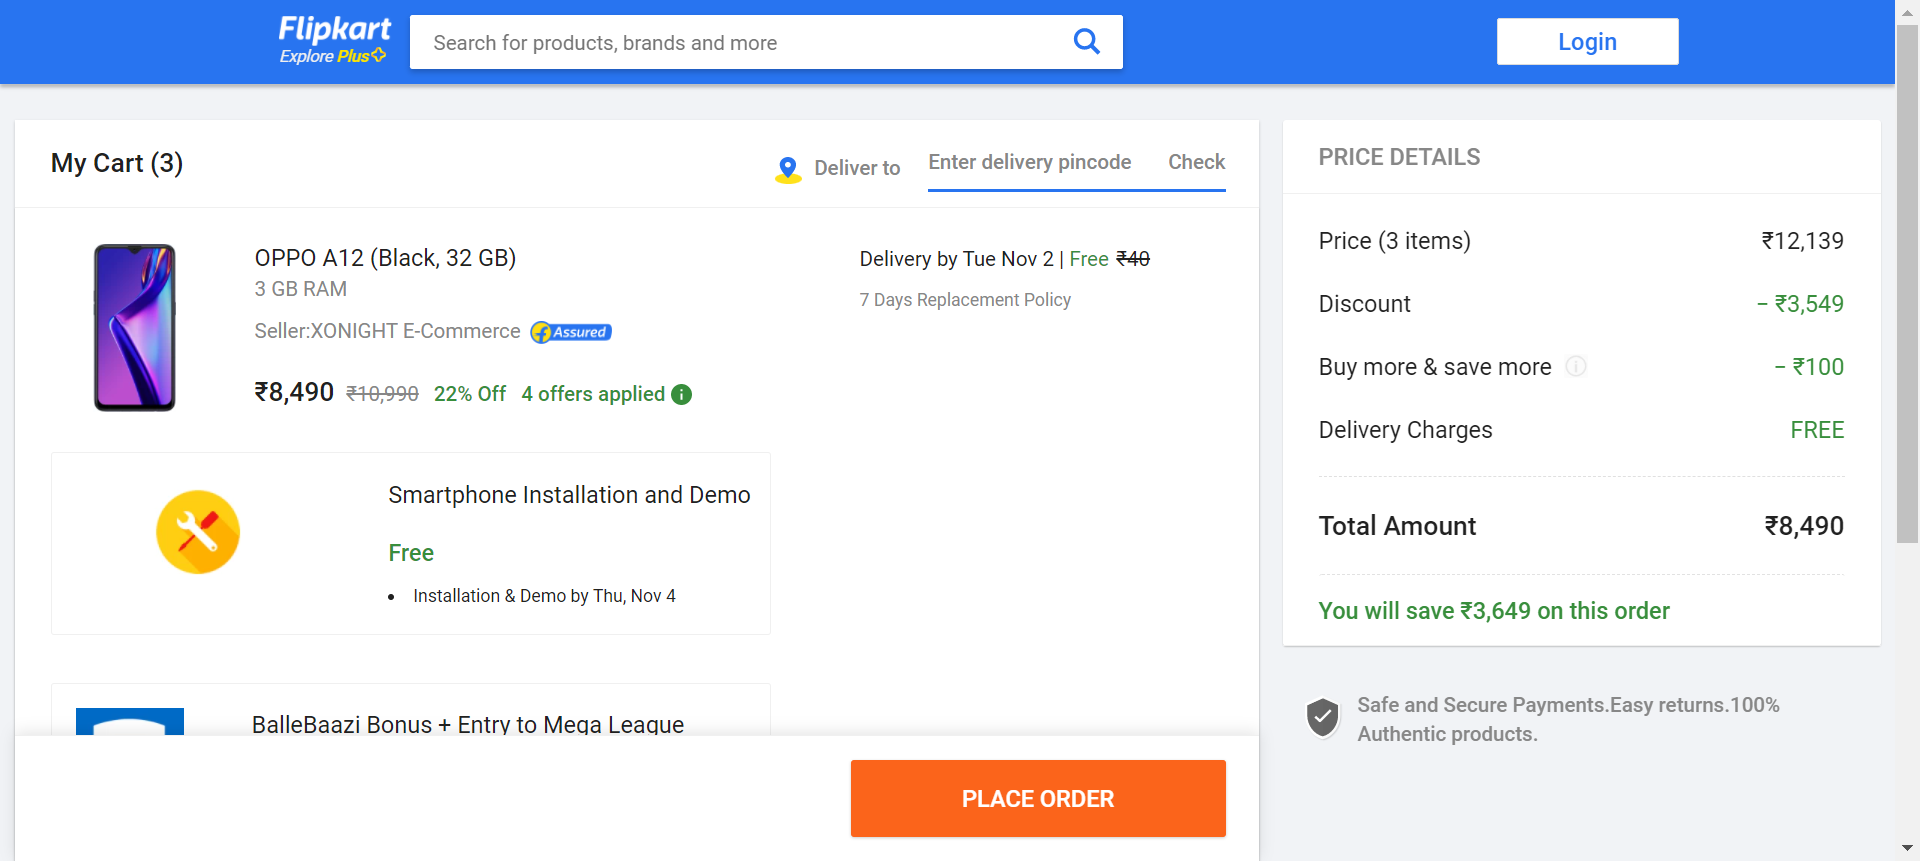 Flipkart
Explore Plus
Search for products, brands and more
Login
My Cart (3)
Deliver to
Enter delivery pincode
Check
OPPO A12 (Black, 32 GB)
3 GB RAM
Seller:XONIGHT E-Commerce
f Assured
₹8,490 ₹10,990 22% Off 4 offers applied i
Delivery by Tue Nov 2 | Free ₹40
7 Days Replacement Policy
Smartphone Installation and Demo
Free
• Installation & Demo by Thu, Nov 4
BalleBaazi Bonus + Entry to Mega League
PLACE ORDER
PRICE DETAILS
Price (3 items) ₹12,139
Discount − ₹3,549
Buy more & save more i − ₹100
Delivery Charges FREE
Total Amount ₹8,490
You will save ₹3,649 on this order
Safe and Secure Payments.Easy returns.100%
Authentic products.